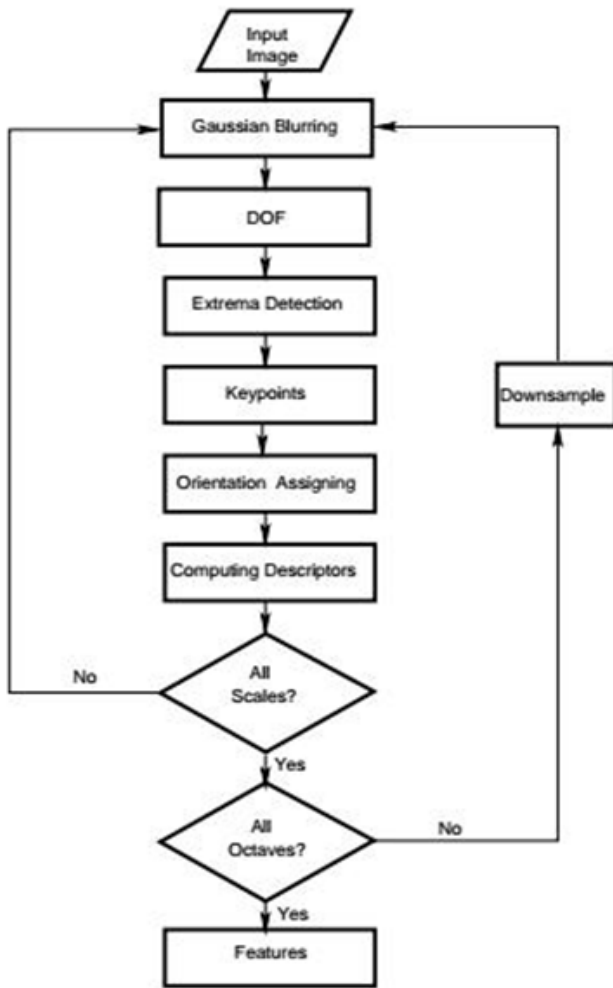 Input
Image
Gaussian Blurring
DOF
Extrema Detection
Keypoints
Downsample
Orientation Assigning
Computing Descriptors
All
Scales?
No
Yes
All
Octaves?
No
Yes
Features